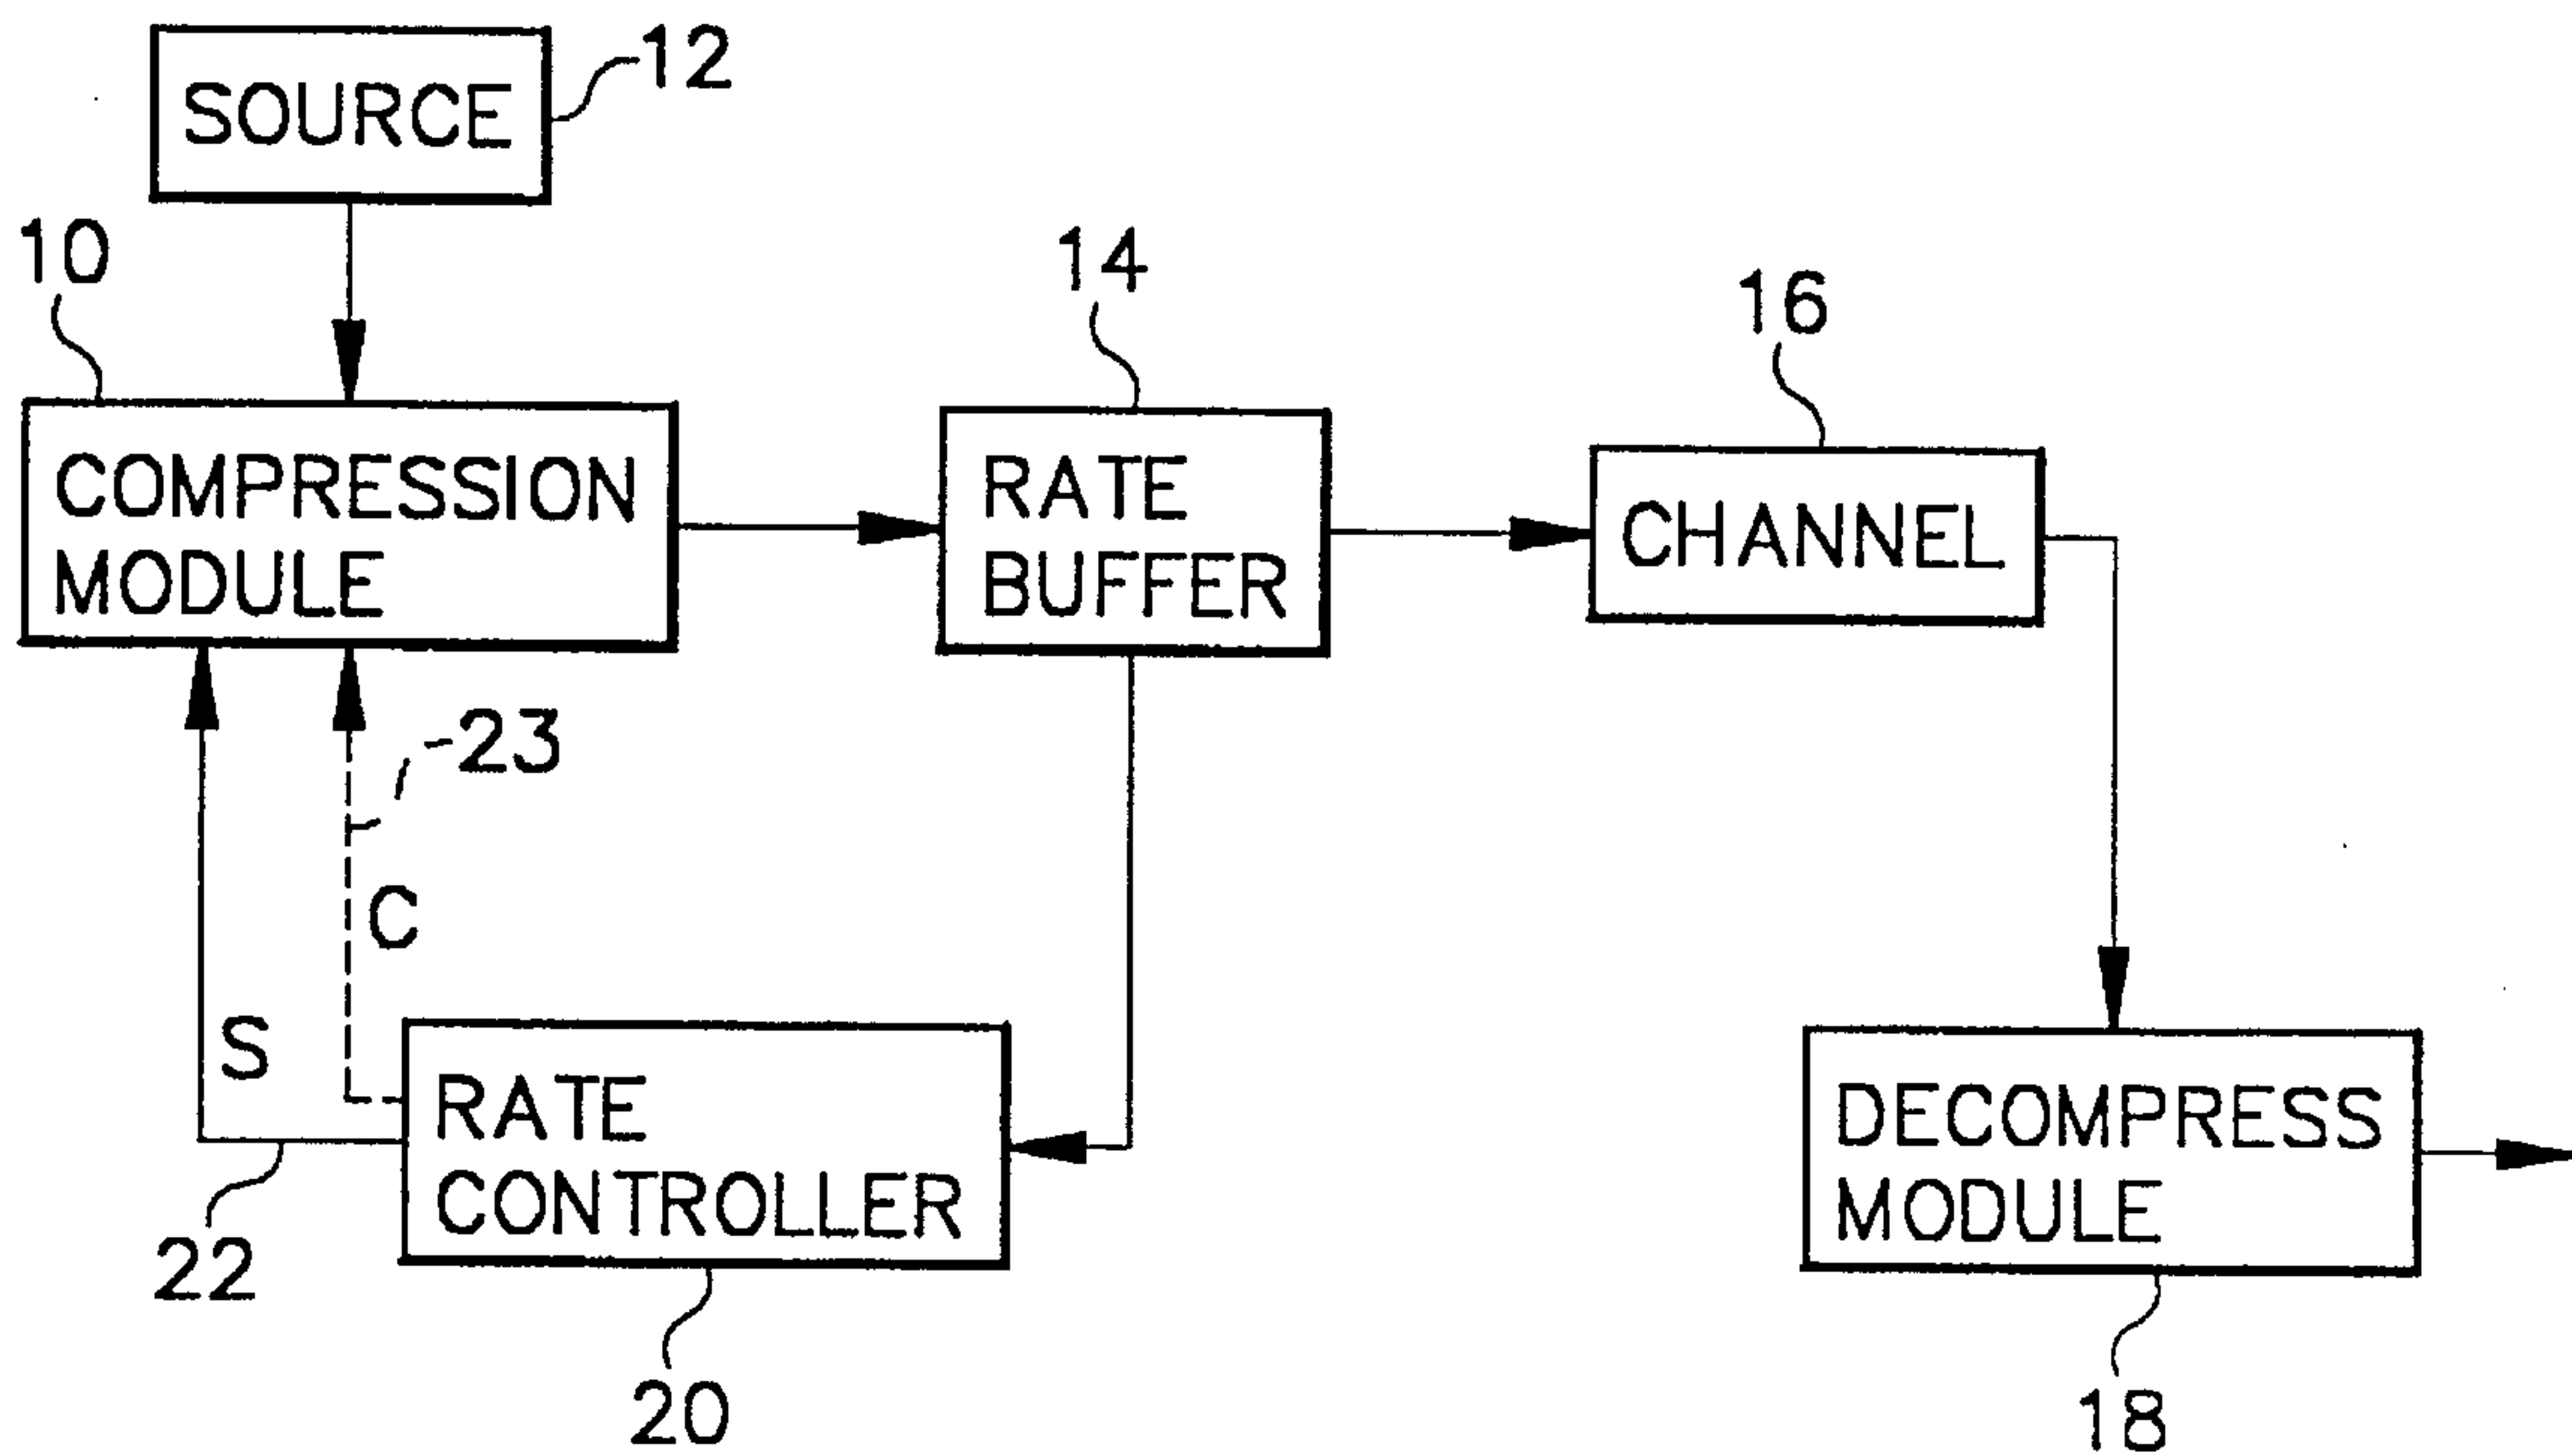 SOURCE
12
10
COMPRESSION
MODULE
14
RATE
BUFFER
16
CHANNEL
23
C
S
22
RATE
CONTROLLER
20
DECOMPRESS
MODULE
18